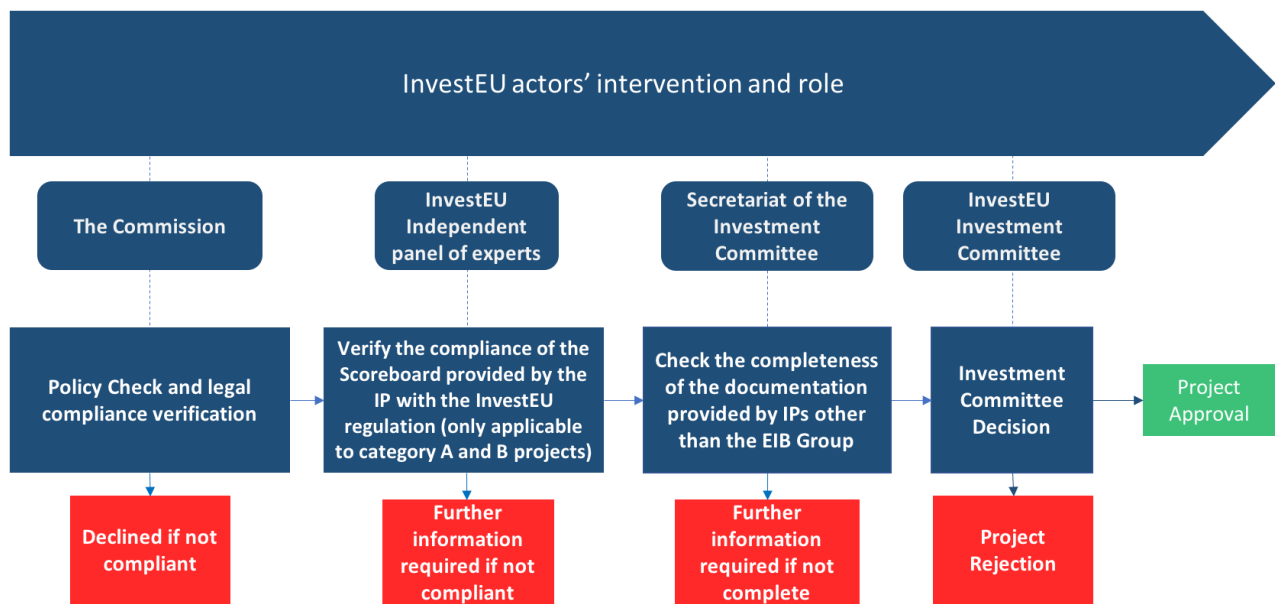 InvestEU actors’ intervention and role
The Commission
InvestEU
Independent
panel of experts
Secretariat of the
Investment
Committee
InvestEU
Investment
Committee
Policy Check and legal
compliance verification
Verify the compliance of the
Scoreboard provided by the
IP with the InvestEU
regulation (only applicable
to category A and B projects)
Check the completeness
of the documentation
provided by IPs other
than the EIB Group
Investment
Committee
Decision
Project
Approval
Declined if not
compliant
Further
information
required if not
compliant
Further
information
required if not
complete
Project
Rejection